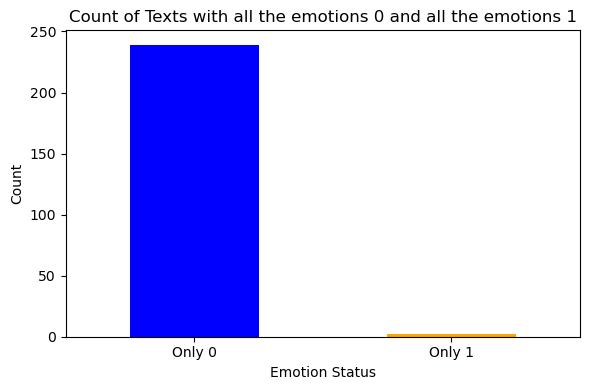 Count of Texts with all the emotions 0 and all the emotions 1
250
200
150
100
50
0
Count
Only 0
Only 1
Emotion Status